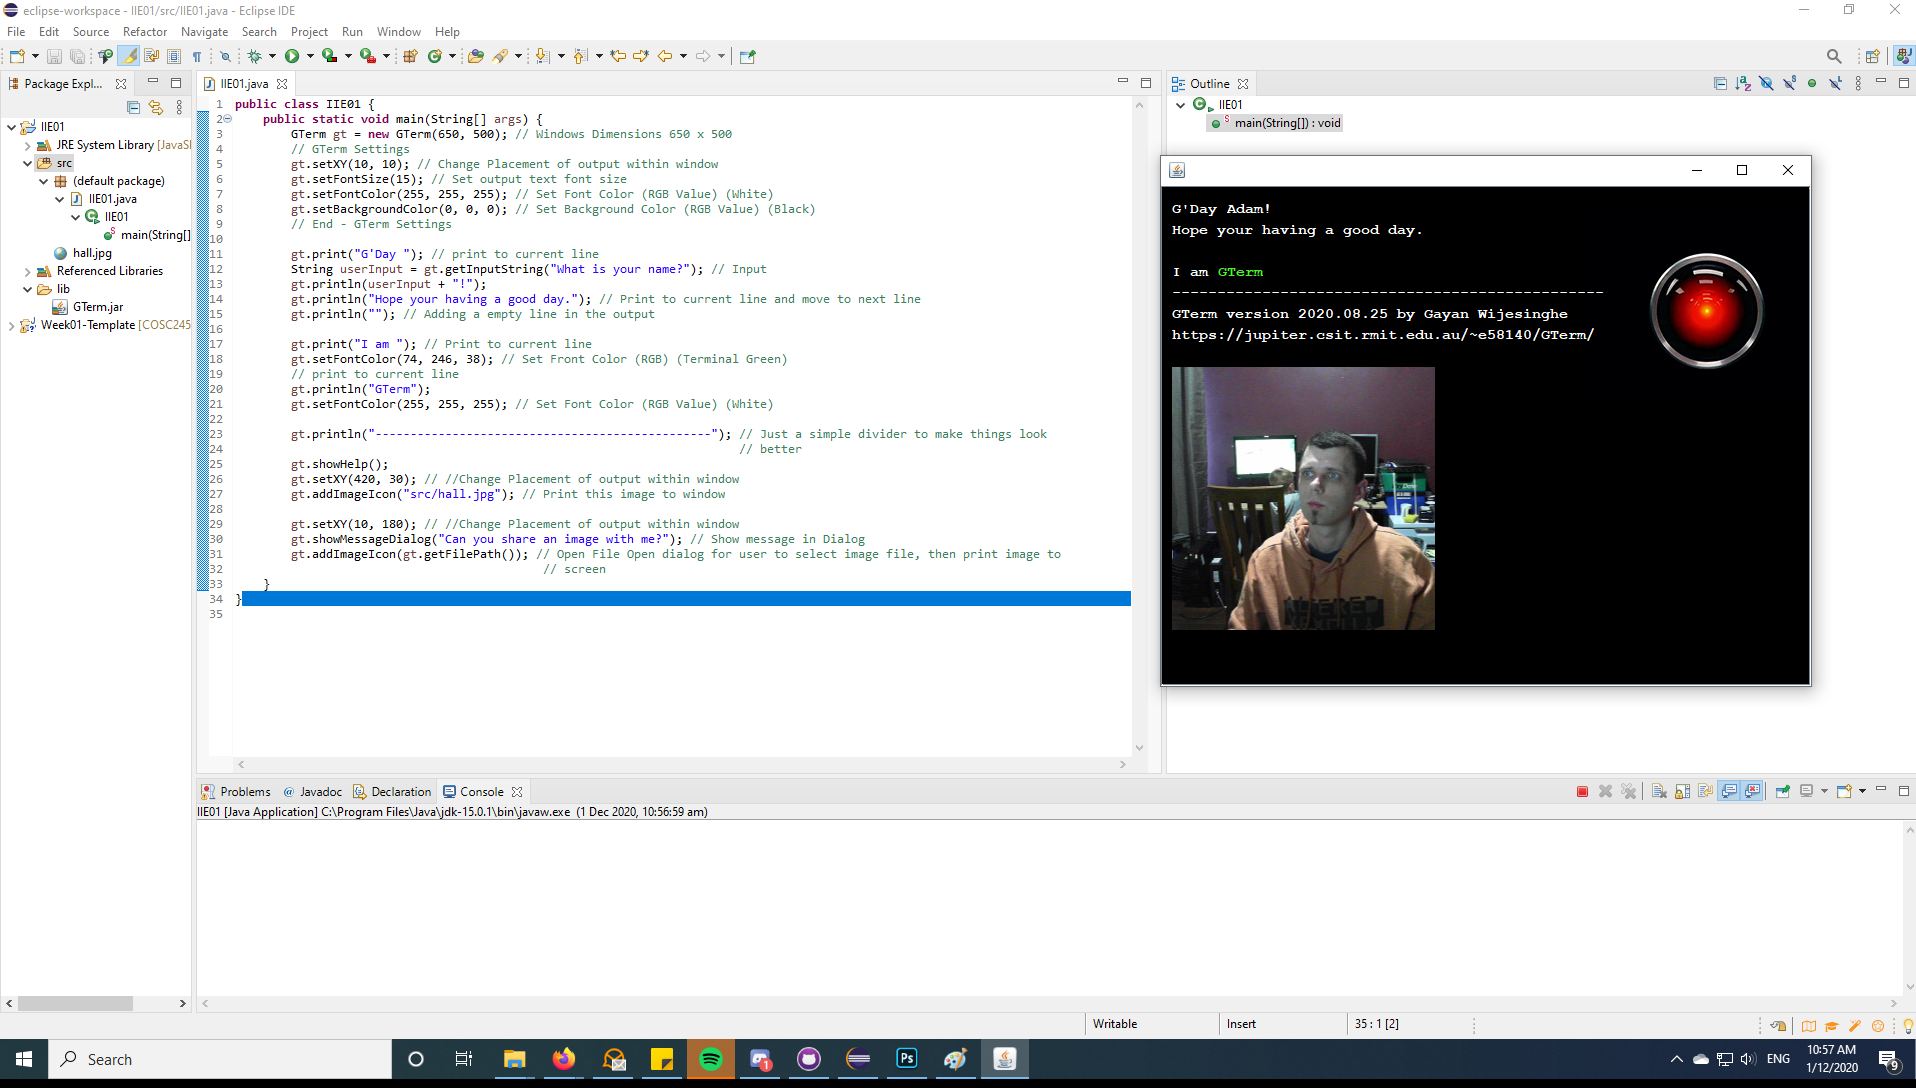 eclipse-workspace - IIE01/src/IIE01.java - Eclipse IDE
File Edit Source Refactor Navigate Search Project Run Window Help
Package Expl...
IIE01
JRE System Library [JavaSI
src
(default package)
IIE01.java
IIE01
main(String[]
hall.jpg
Referenced Libraries
lib
GTerm.jar
Week01-Template [COSC245
IIE01.java
1 public class IIE01 {
2 public static void main(String[] args) {
3 GTerm gt = new GTerm(650, 500); // Windows Dimensions 650 x 500
4 // GTerm Settings
5 gt.setXY(10, 10); // Change Placement of output within window
6 gt.setFontSize(15); // Set output text font size
7 gt.setFontColor(255, 255, 255); // Set Font Color (RGB Value) (White)
8 gt.setBackgroundColor(0, 0, 0); // Set Background Color (RGB Value) (Black)
9 // End - GTerm Settings
10
11 gt.print("G'Day "); // print to current line
12 String userInput = gt.getInputString("What is your name?"); // Input
13 gt.println(userInput + "!");
14 gt.println("Hope your having a good day."); // Print to current line and move to next line
15 gt.println(""); // Adding a empty line in the output
16
17 gt.print("I am "); // Print to current line
18 gt.setFontColor(74, 246, 38); // Set Front Color (RGB) (Terminal Green)
19 // print to current line
20 gt.println("GTerm");
21 gt.setFontColor(255, 255, 255); // Set Font Color (RGB Value) (White)
22
23 gt.println("------------------------------------------------"); // Just a simple divider to make things look
24 // better
25 gt.showHelp();
26 gt.setXY(420, 30); // //Change Placement of output within window
27 gt.addImageIcon("src/hall.jpg"); // Print this image to window
28
29 gt.setXY(10, 180); // //Change Placement of output within window
30 gt.showMessageDialog("Can you share an image with me?"); // Show message in Dialog
31 gt.addImageIcon(gt.getFilePath()); // Open File Open dialog for user to select image file, then print image to
32 // screen
33 }
34 }
35
Outline
IIE01
main(String[]) : void
G'Day Adam!
Hope your having a good day.
I am GTerm
------------------------------------------------
GTerm version 2020.08.25 by Gayan Wijesinghe
https://jupiter.csit.rmit.edu.au/~e58140/GTerm/
Problems @ Javadoc Declaration Console
IIE01 [Java Application] C:\Program Files\Java\jdk-15.0.1\bin\javaw.exe (1 Dec 2020, 10:56:59 am)
Writable Insert 35 : 1 [2]
Search
Ps
1
ENG
10:57 AM
1/12/2020
9